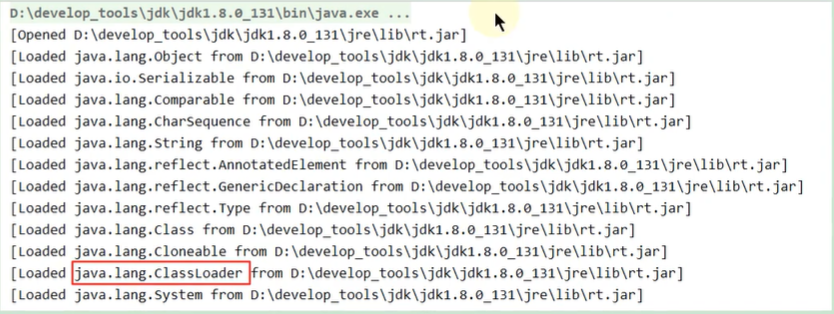 D:\develop_tools\jdk\jdk1.8.0_131\bin\java.exe ...
[Opened D:\develop_tools\jdk\jdk1.8.0_131\jre\lib\rt.jar]
[Loaded java.lang.Object from D:\develop_tools\jdk\jdk1.8.0_131\jre\lib\rt.jar]
[Loaded java.io.Serializable from D:\develop_tools\jdk\jdk1.8.0_131\jre\lib\rt.jar]
[Loaded java.lang.Comparable from D:\develop_tools\jdk\jdk1.8.0_131\jre\lib\rt.jar]
[Loaded java.lang.CharSequence from D:\develop_tools\jdk\jdk1.8.0_131\jre\lib\rt.jar]
[Loaded java.lang.String from D:\develop_tools\jdk\jdk1.8.0_131\jre\lib\rt.jar]
[Loaded java.lang.reflect.AnnotatedElement from D:\develop_tools\jdk\jdk1.8.0_131\jre\lib\rt.jar]
[Loaded java.lang.reflect.GenericDeclaration from D:\develop_tools\jdk\jdk1.8.0_131\jre\lib\rt.jar]
[Loaded java.lang.reflect.Type from D:\develop_tools\jdk\jdk1.8.0_131\jre\lib\rt.jar]
[Loaded java.lang.Class from D:\develop_tools\jdk\jdk1.8.0_131\jre\lib\rt.jar]
[Loaded java.lang.Cloneable from D:\develop_tools\jdk\jdk1.8.0_131\jre\lib\rt.jar]
[Loaded java.lang.ClassLoader from D:\develop_tools\jdk\jdk1.8.0_131\jre\lib\rt.jar]
[Loaded java.lang.System from D:\develop_tools\jdk\jdk1.8.0_131\jre\lib\rt.jar]